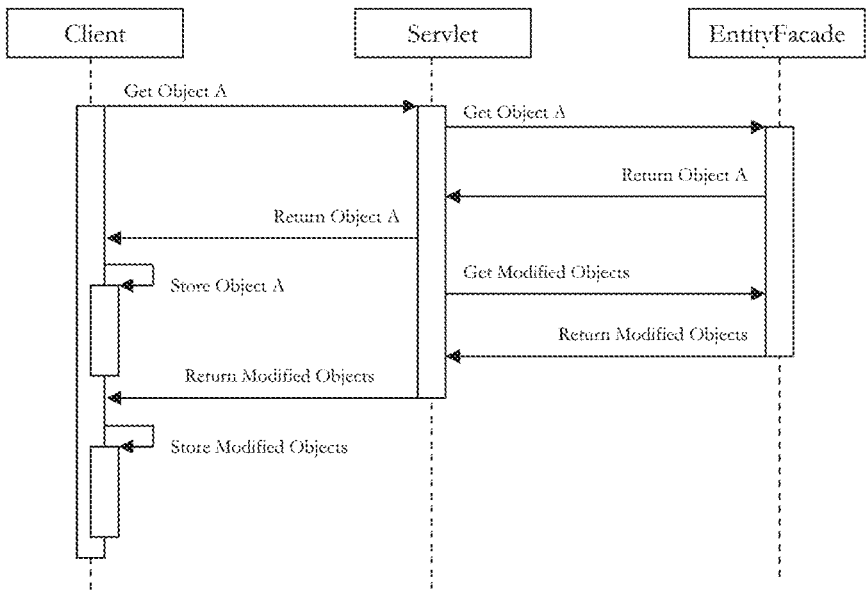 Client
Servlet
EntityFacade
Get Object A
Get Object A
Return Object A
Return Object A
Get Modified Objects
Store Object A
Return Modified Objects
Return Modified Objects
Store Modified Objects